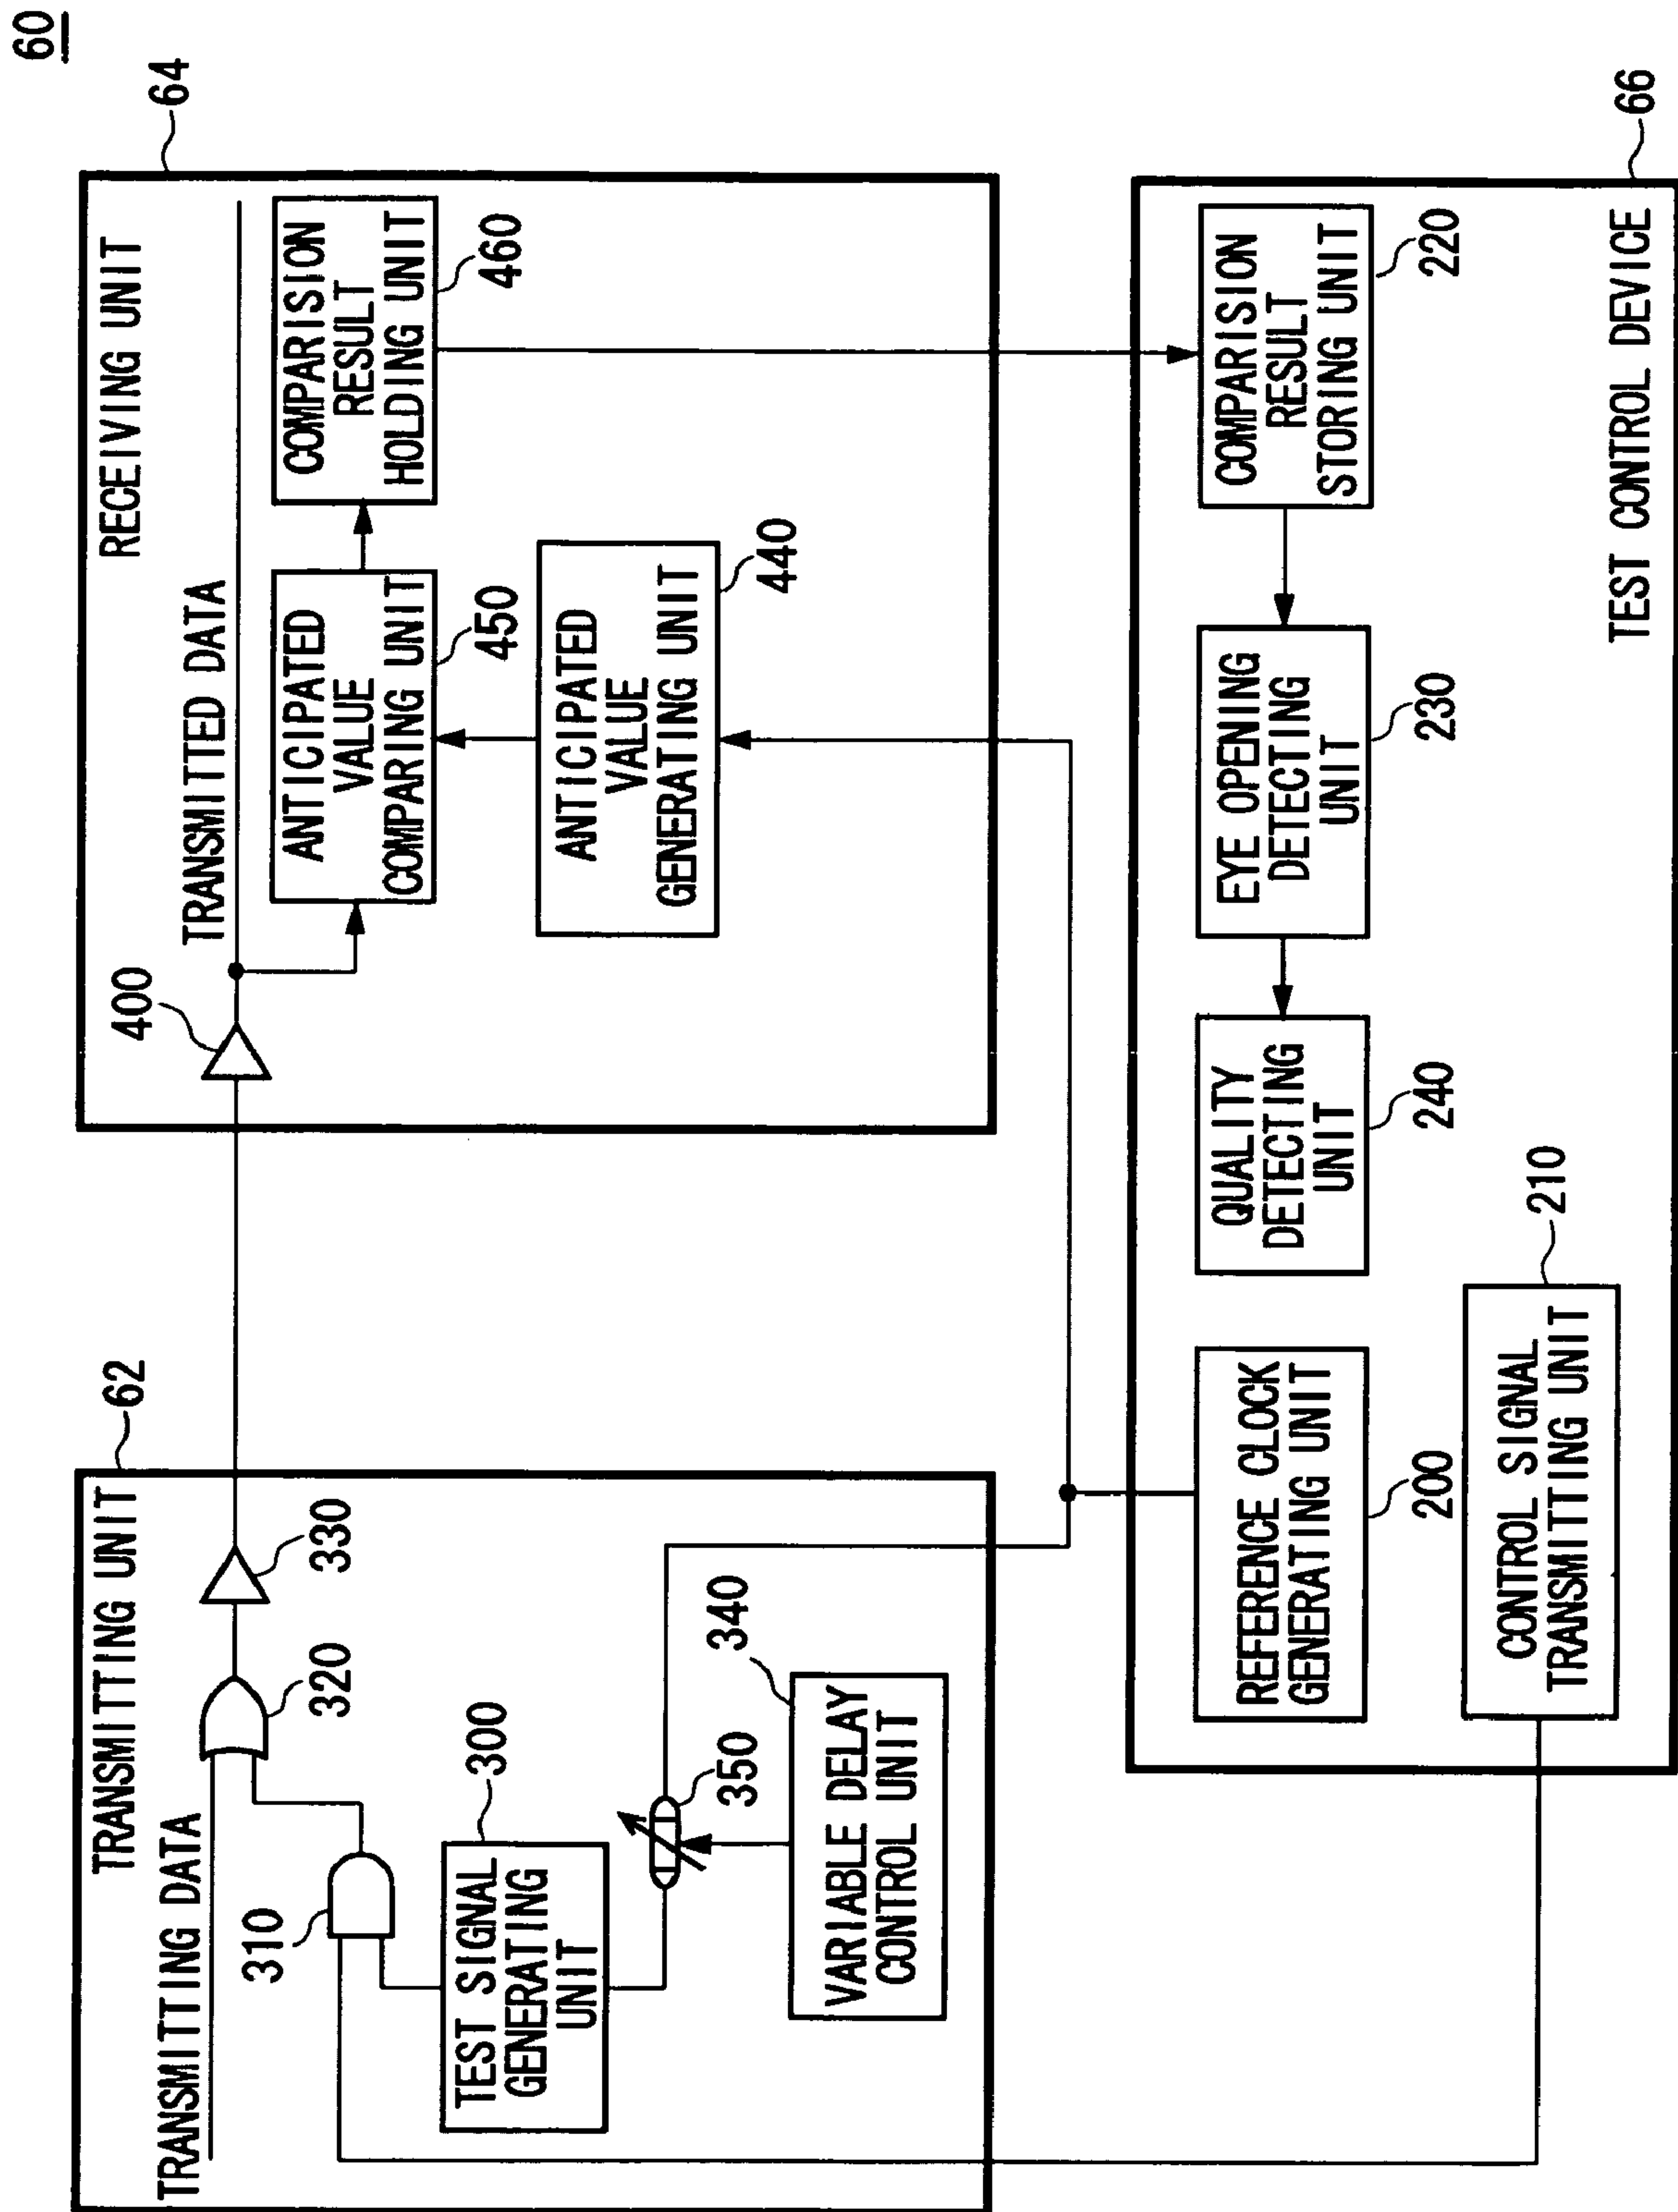 60
TRANSMITTING UNIT
62
TRANSMITTING DATA
310
320
330
TEST SIGNAL
GENERATING
UNIT
300
350
VARIABLE DELAY
CONTROL UNIT
340
RECEIVING UNIT
64
400
TRANSMITTED DATA
ANTICIPATED
VALUE
COMPARING UNIT
450
COMPARISION
RESULT
HOLDING UNIT
460
ANTICIPATED
VALUE
GENERATING UNIT
440
REFERENCE CLOCK
GENERATING UNIT
200
QUALITY
DETECTING
UNIT
240
EYE OPENING
DETECTING
UNIT
230
COMPARISION
RESULT
STORING UNIT
220
CONTROL SIGNAL
TRANSMITTING UNIT
210
TEST CONTROL DEVICE
66